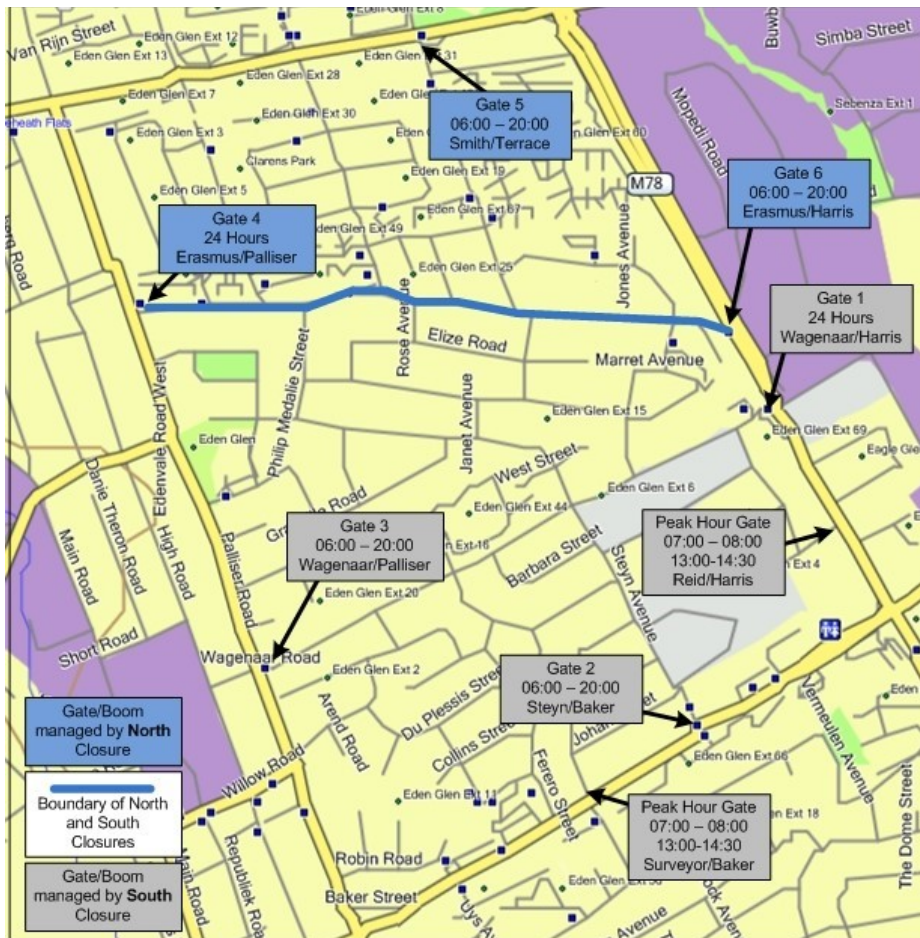 Eden Glen Ext 8
Van Rijn Street
Eden Glen Ext 12
Eden Glen Ext 13
Eden Glen Ext 31
Eden Glen Ext 28
Eden Glen Ext 7
Eden Glen Ext 30
Eden Glen Ext 3
Clarens Park
Eden Glen Ext 19
Eden Glen Ext 5
Eden Glen Ext 67
Eden Glen Ext 25
Simba Street
Mopedi Road
Sebenza Ext 1
M78
Gate 5
06:00 – 20:00
Smith/Terrace
Gate 6
06:00 – 20:00
Erasmus/Harris
Gate 4
24 Hours
Erasmus/Palliser
Gate 1
24 Hours
Wagenaar/Harris
Jones Avenue
Rose Avenue
Elize Road
Marret Avenue
Philip Medalie Street
Edenvale Road West
Janet Avenue
Eden Glen Ext 15
Eden Glen Ext 69
Eden Glen
West Street
Eden Glen Ext 6
Eden Glen Ext 44
Barbara Street
Steyn Avenue
Danie Theron Road
Main Road
High Road
Palliser Road
Gate 3
06:00 – 20:00
Wagenaar/Palliser
Peak Hour Gate
07:00 – 08:00
13:00-14:30
Reid/Harris
Eden Glen Ext 20
Short Road
Wagenaar Road
Eden Glen Ext 2
Arend Road
Gate 2
06:00 – 20:00
Steyn/Baker
Collins Street
Ferero Street
Vermeulen Avenue
Eden Glen Ext 66
Willow Road
Eden Glen Ext 11
Robin Road
Baker Street
Uys Avenue
The Dome Street
Peak Hour Gate
07:00 – 08:00
13:00-14:30
Surveyor/Baker
Gate/Boom
managed by North
Closure
Boundary of North
and South
Closures
Gate/Boom
managed by South
Closure